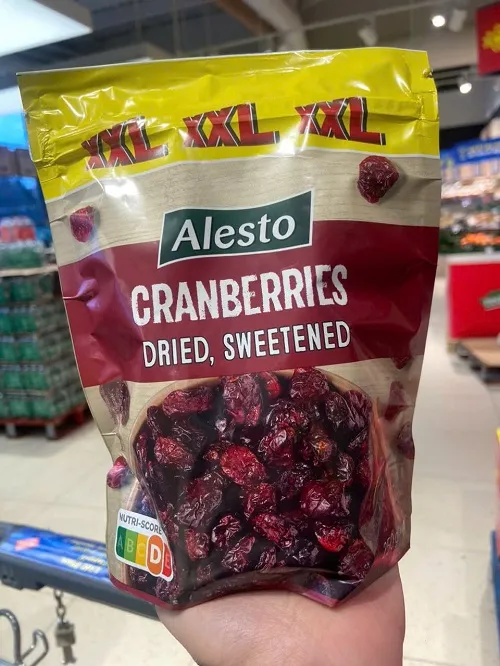 XXL XXL XXL
Alesto
CRANBERRIES
DRIED, SWEETENED
NUTRI-SCORE
A B C D E